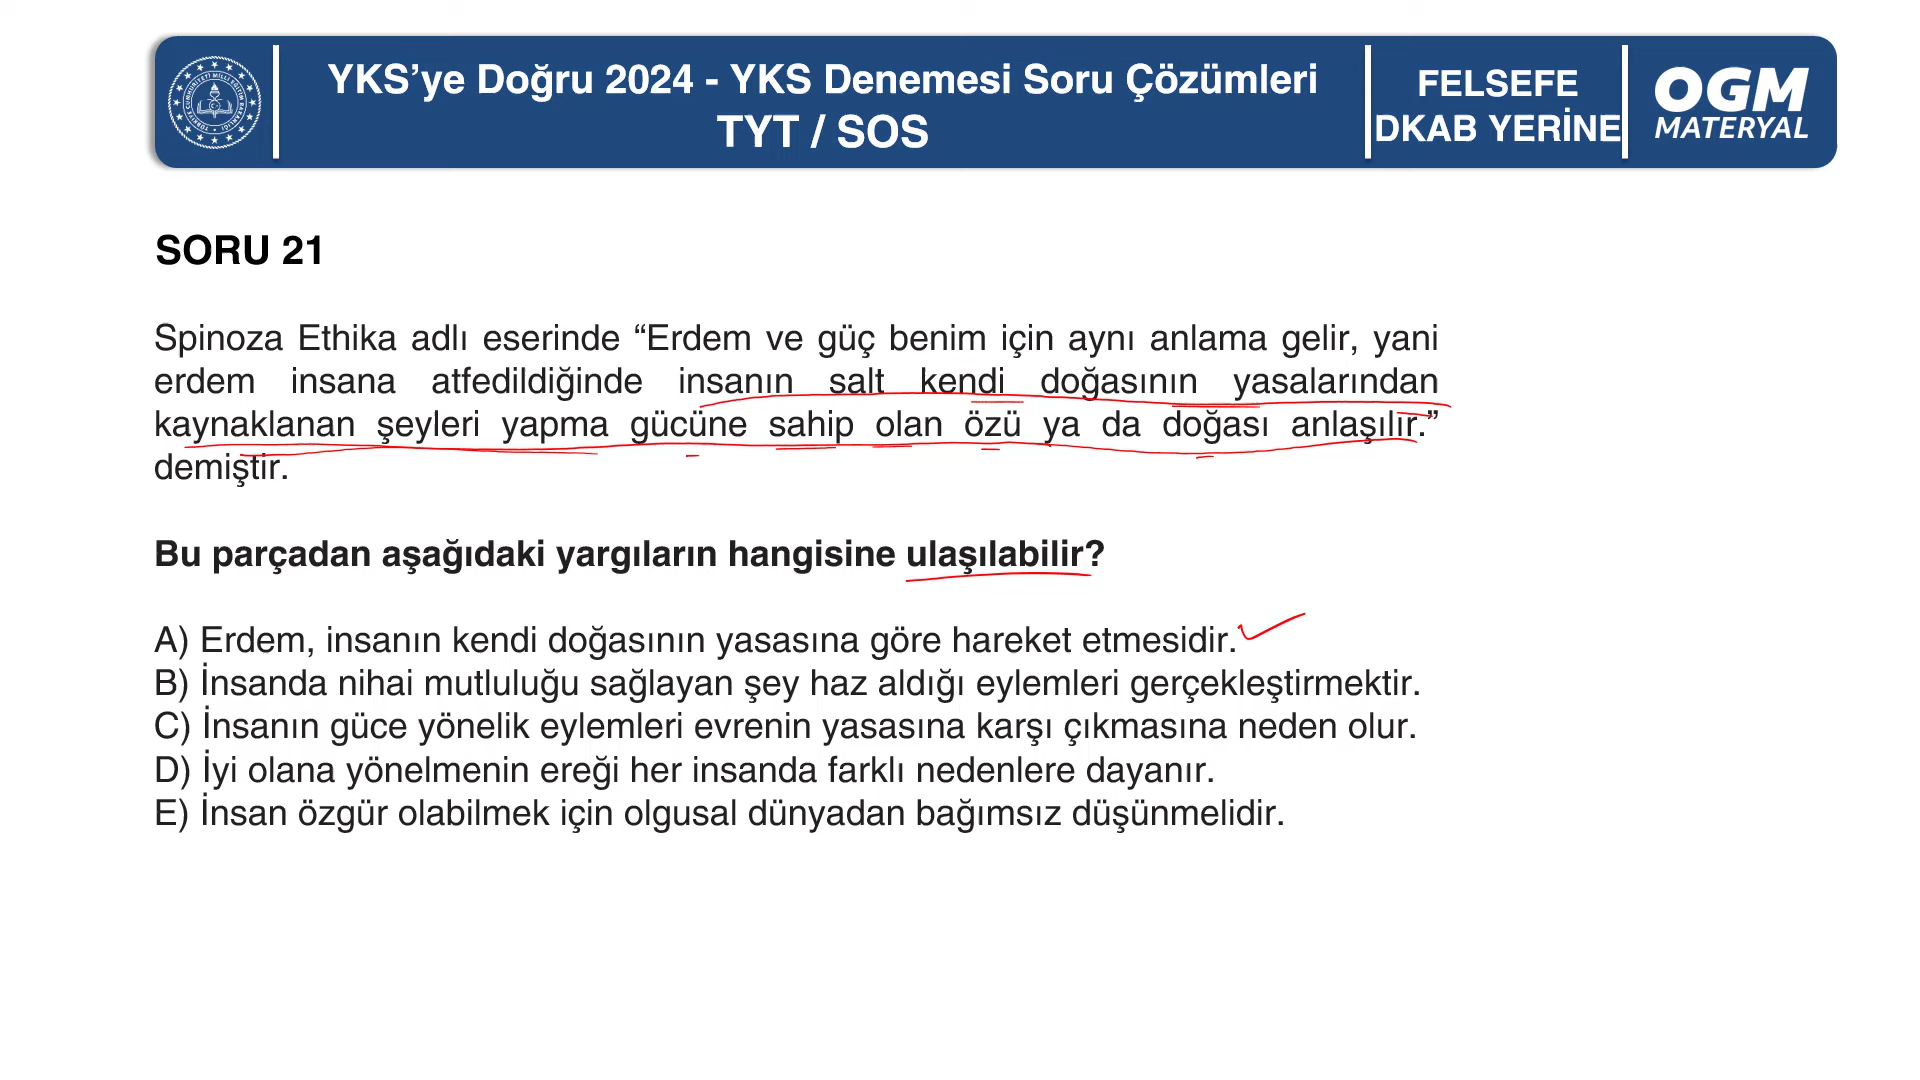 YKS’ye Doğru 2024 - YKS Denemesi Soru Çözümleri
TYT / SOS
FELSEFE
DKAB YERİNE
OGM
MATERYAL
SORU 21
Spinoza Ethika adlı eserinde “Erdem ve güç benim için aynı anlama gelir, yani
erdem insana atfedildiğinde insanın salt kendi doğasının yasalarından
kaynaklanan şeyleri yapma gücüne sahip olan özü ya da doğası anlaşılır.”
demiştir.
Bu parçadan aşağıdaki yargıların hangisine ulaşılabilir?
A) Erdem, insanın kendi doğasının yasasına göre hareket etmesidir.
B) İnsanda nihai mutluluğu sağlayan şey haz aldığı eylemleri gerçekleştirmektir.
C) İnsanın güce yönelik eylemleri evrenin yasasına karşı çıkmasına neden olur.
D) İyi olana yönelmenin ereği her insanda farklı nedenlere dayanır.
E) İnsan özgür olabilmek için olgusal dünyadan bağımsız düşünmelidir.